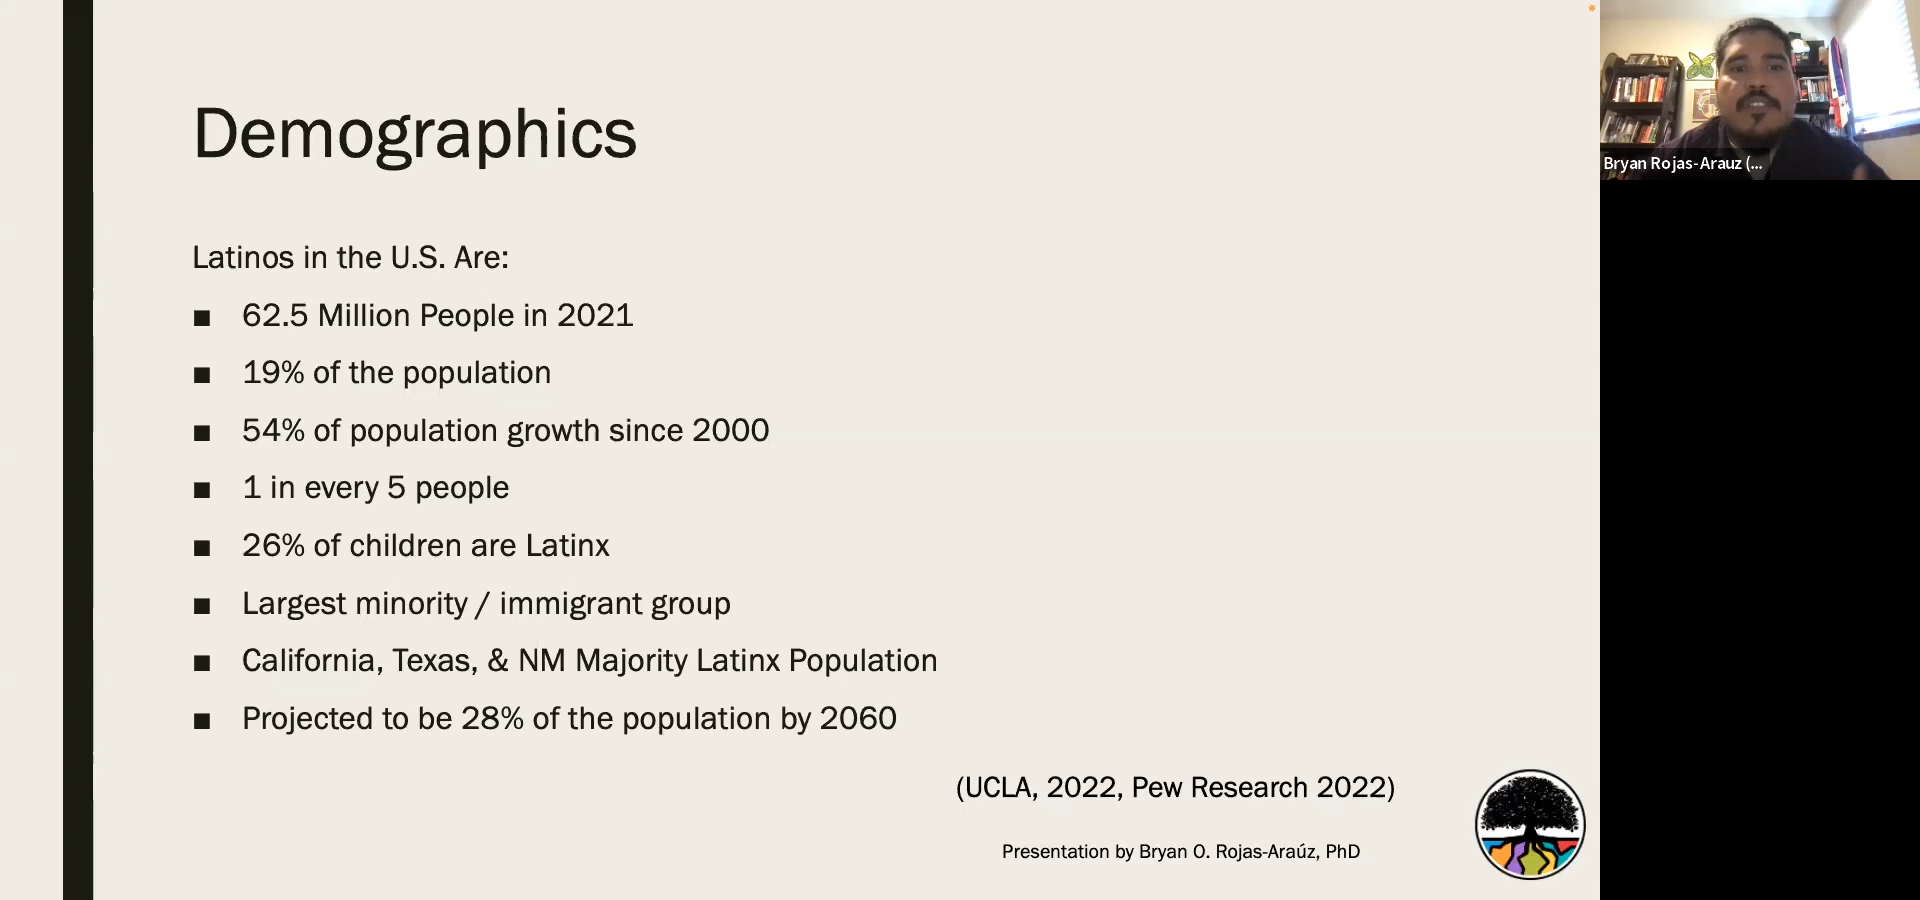 Demographics
Latinos in the U.S. Are:
■ 62.5 Million People in 2021
■ 19% of the population
■ 54% of population growth since 2000
■ 1 in every 5 people
■ 26% of children are Latinx
■ Largest minority / immigrant group
■ California, Texas, & NM Majority Latinx Population
■ Projected to be 28% of the population by 2060
(UCLA, 2022, Pew Research 2022)
Presentation by Bryan O. Rojas-Araúz, PhD
Bryan Rojas-Arauz (...